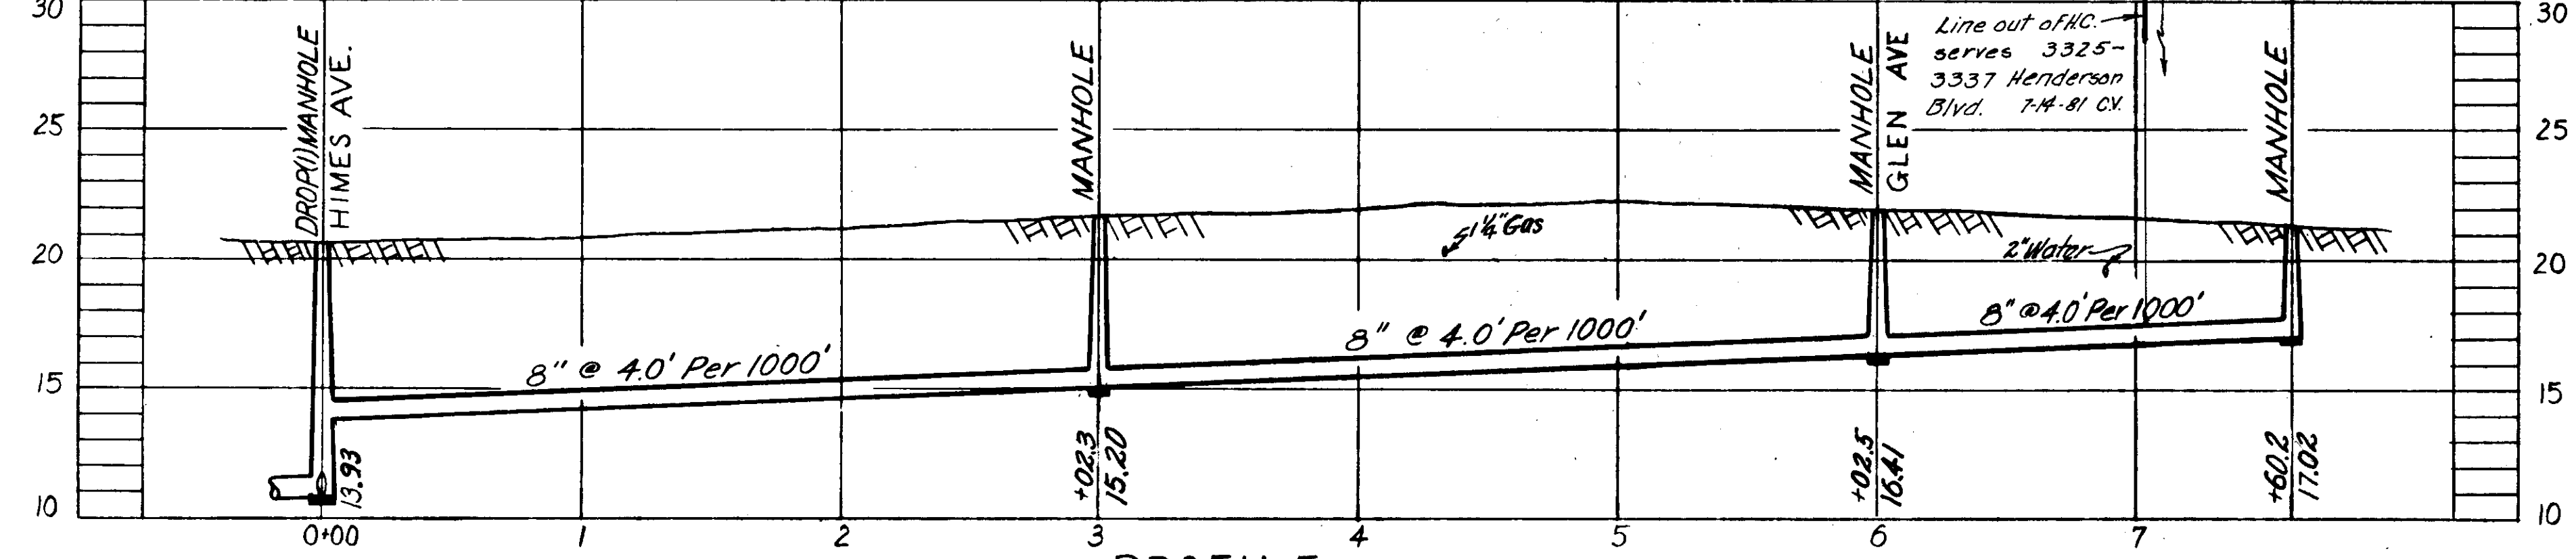 30
25
20
15
10
DROP(1) MANHOLE
HIMES AVE.
MANHOLE
MANHOLE
GLEN AVE
Line out of H.C.
serves 3325-
3337 Henderson
Blvd. 7-14-81 C.V.
MANHOLE
30
25
20
15
10
1¼" Gas
2" Water
8" @ 4.0' Per 1000'
8" @ 4.0' Per 1000'
8" @ 4.0' Per 1000'
13.93
+02.3
15.20
+02.5
16.41
+60.2
17.02
0+00 1 2 3 4 5 6 7
PROFILE